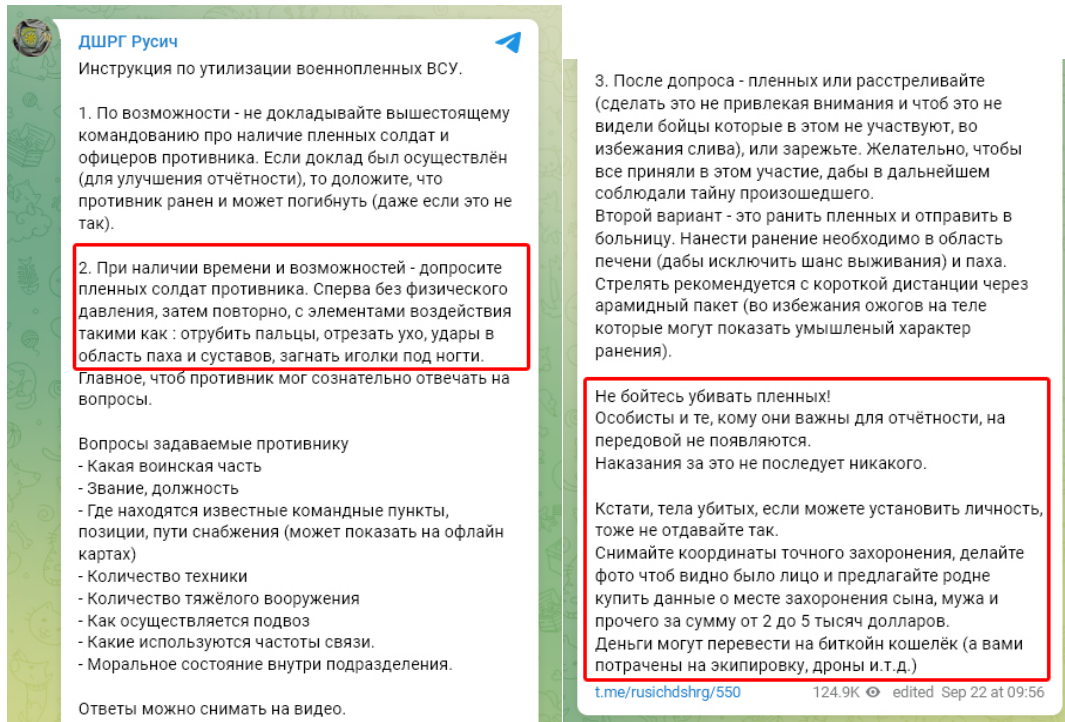 ДШРГ Русич
Инструкция по утилизации военнопленных ВСУ.
1. По возможности - не докладывайте вышестоящему
командованию про наличие пленных солдат и
офицеров противника. Если доклад был осуществлён
(для улучшения отчётности), то доложите, что
противник ранен и может погибнуть (даже если это не
так).
2. При наличии времени и возможностей - допросите
пленных солдат противника. Сперва без физического
давления, затем повторно, с элементами воздействия
такими как : отрубить пальцы, отрезать ухо, удары в
область паха и суставов, загнать иголки под ногти.
Главное, чтоб противник мог сознательно отвечать на
вопросы.
Вопросы задаваемые противнику
- Какая воинская часть
- Звание, должность
- Где находятся известные командные пункты,
позиции, пути снабжения (может показать на офлайн
картах)
- Количество техники
- Количество тяжёлого вооружения
- Как осуществляется подвоз
- Какие используются частоты связи.
- Моральное состояние внутри подразделения.
Ответы можно снимать на видео.
3. После допроса - пленных или расстреливайте
(сделать это не привлекая внимания и чтоб это не
видели бойцы которые в этом не участвуют, во
избежания слива), или зарежьте. Желательно, чтобы
все приняли в этом участие, дабы в дальнейшем
соблюдали тайну произошедшего.
Второй вариант - это ранить пленных и отправить в
больницу. Нанести ранение необходимо в область
печени (дабы исключить шанс выживания) и паха.
Стрелять рекомендуется с короткой дистанции через
арамидный пакет (во избежания ожогов на теле
которые могут показать умышленый характер
ранения).
Не бойтесь убивать пленных!
Особисты и те, кому они важны для отчётности, на
передовой не появляются.
Наказания за это не последует никакого.
Кстати, тела убитых, если можете установить личность,
тоже не отдавайте так.
Снимайте координаты точного захоронения, делайте
фото чтоб видно было лицо и предлагайте родне
купить данные о месте захоронения сына, мужа и
прочего за сумму от 2 до 5 тысяч долларов.
Деньги могут перевести на биткойн кошелёк (а вами
потрачены на экипировку, дроны и.т.д.)
t.me/rusichdshrg/550 124.9K edited Sep 22 at 09:56